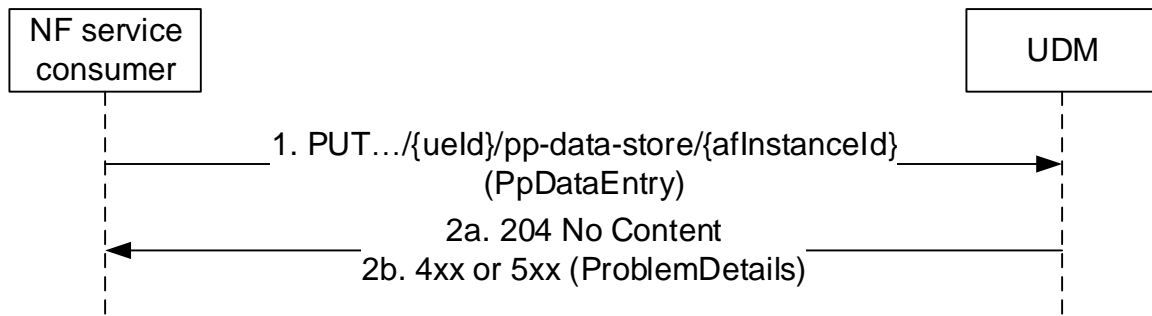 NF service
consumer
UDM
1. PUT…/{ueId}/pp-data-store/{afInstanceId}
(PpDataEntry)
2a. 204 No Content
2b. 4xx or 5xx (ProblemDetails)